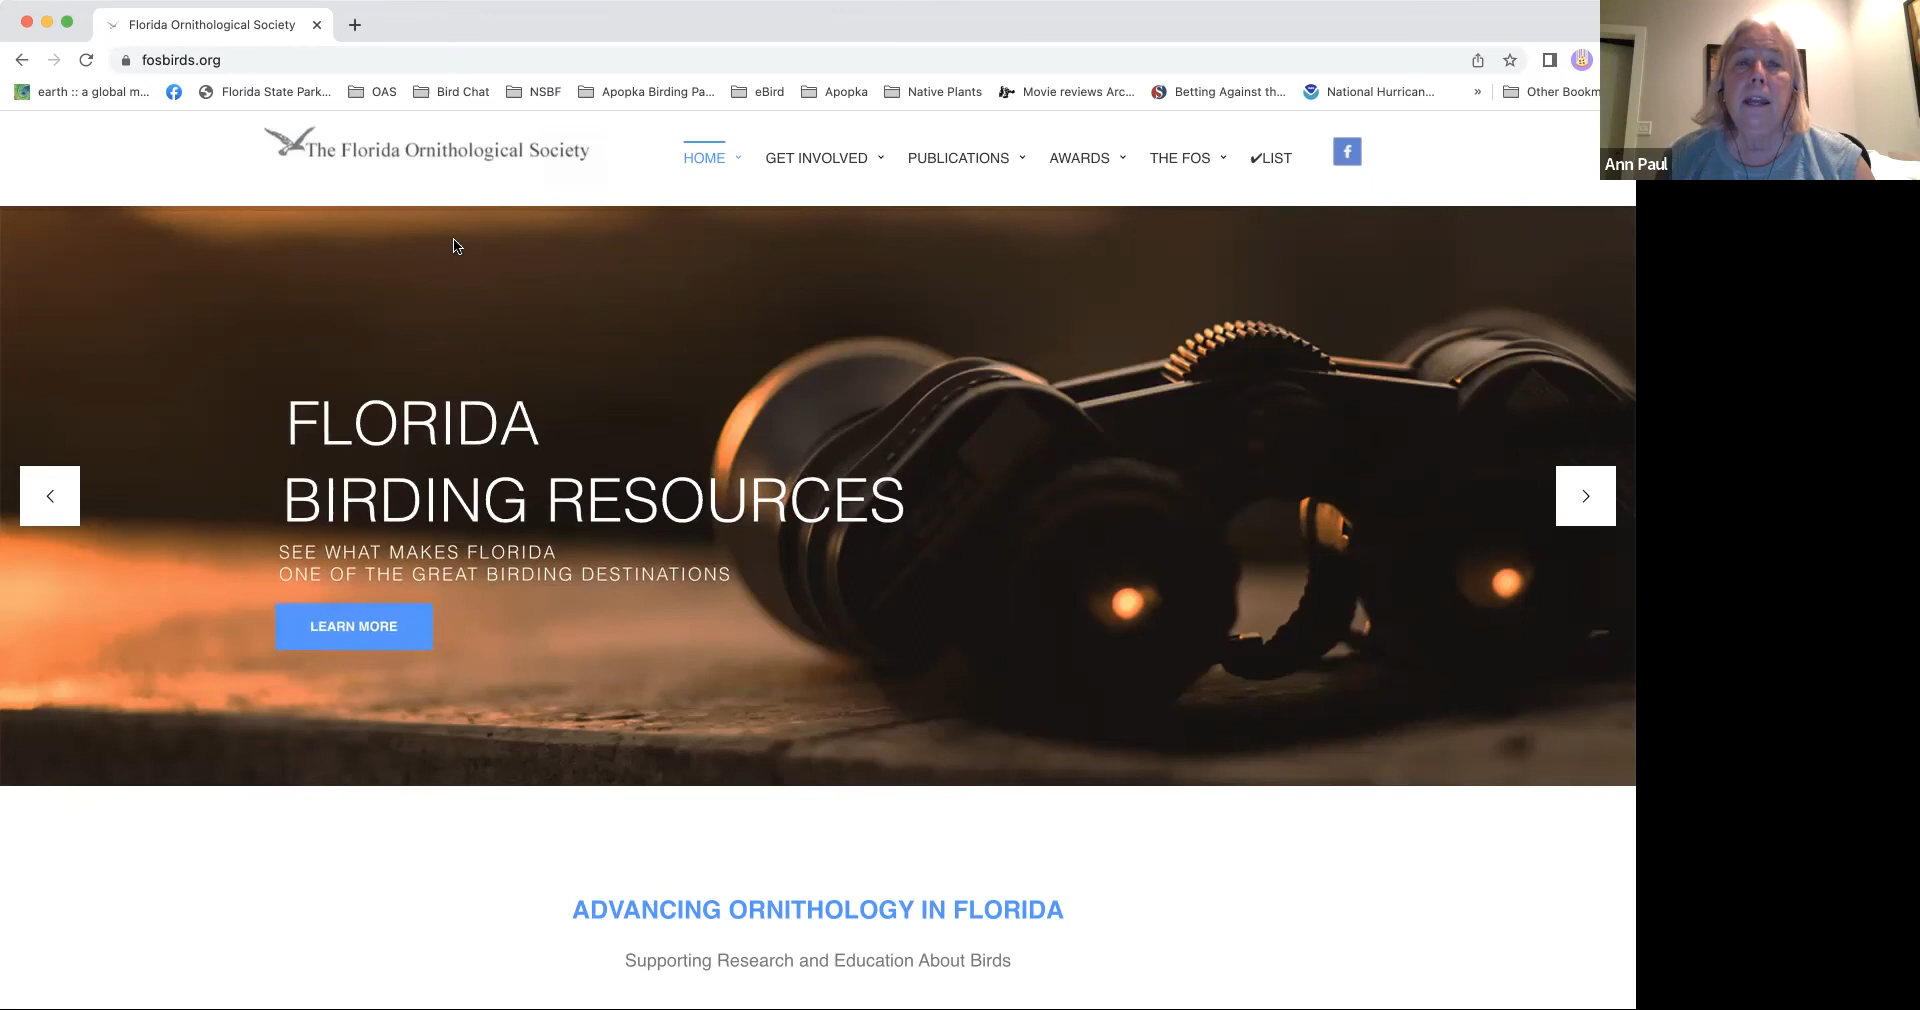 Florida Ornithological Society
fosbirds.org
earth :: a global m...
Florida State Park...
OAS
Bird Chat
NSBF
Apopka Birding Pa...
eBird
Apopka
Native Plants
Movie reviews Arc...
Betting Against th...
National Hurrican...
»
Other Bookm
Ann Paul
The Florida Ornithological Society
HOME
GET INVOLVED
PUBLICATIONS
AWARDS
THE FOS
✔LIST
f
FLORIDA
BIRDING RESOURCES
SEE WHAT MAKES FLORIDA
ONE OF THE GREAT BIRDING DESTINATIONS
LEARN MORE
ADVANCING ORNITHOLOGY IN FLORIDA
Supporting Research and Education About Birds